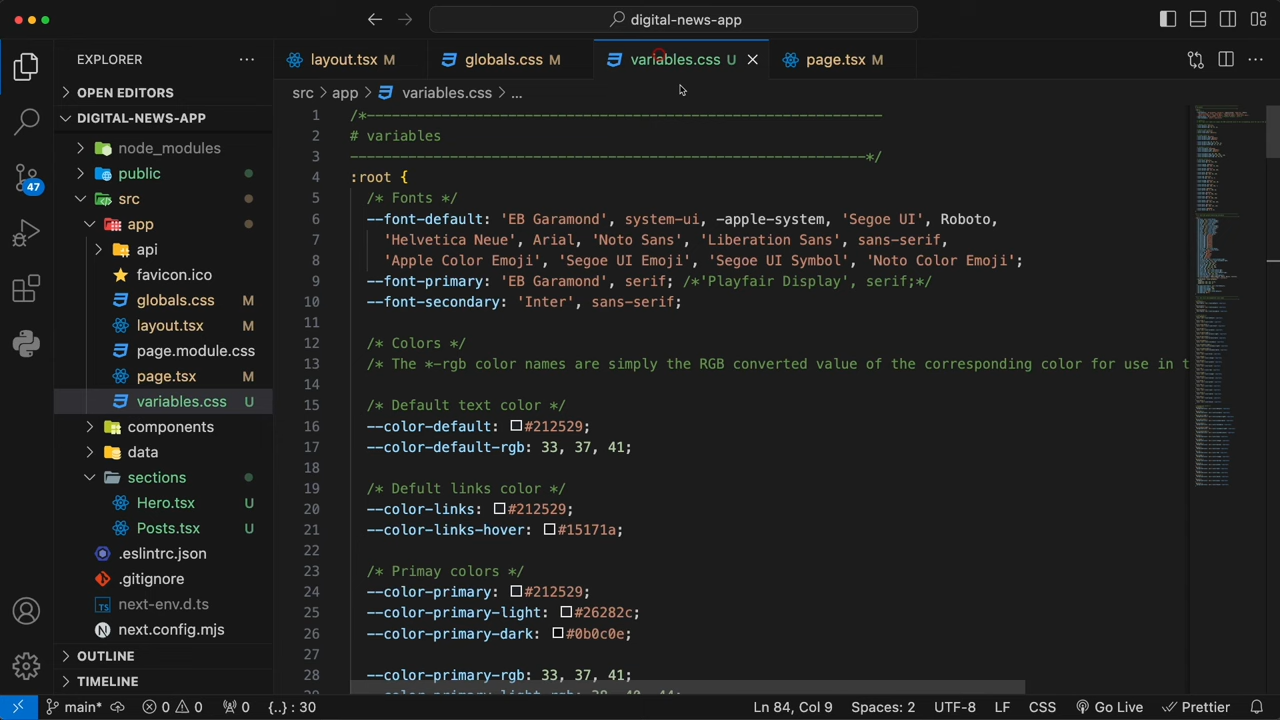 digital-news-app
EXPLORER
layout.tsx M
globals.css M
variables.css U
page.tsx M
OPEN EDITORS
src > app > variables.css > ...
DIGITAL-NEWS-APP
node_modules
public
src
app
api
favicon.ico
globals.css M
layout.tsx M
page.module.css
page.tsx M
variables.css U
components
data
sections
Hero.tsx U
Posts.tsx U
.eslintrc.json
.gitignore
next-env.d.ts
next.config.mjs
OUTLINE
TIMELINE
47
1 /*--------------------------------------------------------------
2 # variables
3 --------------------------------------------------------------*/
4 :root {
5 /* Fonts */
6 --font-default: 'EB Garamond', system-ui, -apple-system, 'Segoe UI', Roboto,
7 'Helvetica Neue', Arial, 'Noto Sans', 'Liberation Sans', sans-serif,
8 'Apple Color Emoji', 'Segoe UI Emoji', 'Segoe UI Symbol', 'Noto Color Emoji';
9 --font-primary: 'EB Garamond', serif; /*'Playfair Display', serif;*/
10 --font-secondary: 'Inter', sans-serif;
11
12 /* Colors */
13 /* The *-rgb color names are simply the RGB converted value of the corresponding color for use in t
14
15 /* Default text color */
16 --color-default: #212529;
17 --color-default-rgb: 33, 37, 41;
18
19 /* Defult links color */
20 --color-links: #212529;
21 --color-links-hover: #15171a;
22
23 /* Primay colors */
24 --color-primary: #212529;
25 --color-primary-light: #26282c;
26 --color-primary-dark: #0b0c0e;
27
28 --color-primary-rgb: 33, 37, 41;
main*
0 0
0
{..} : 30
Ln 84, Col 9
Spaces: 2
UTF-8
LF
CSS
Go Live
Prettier